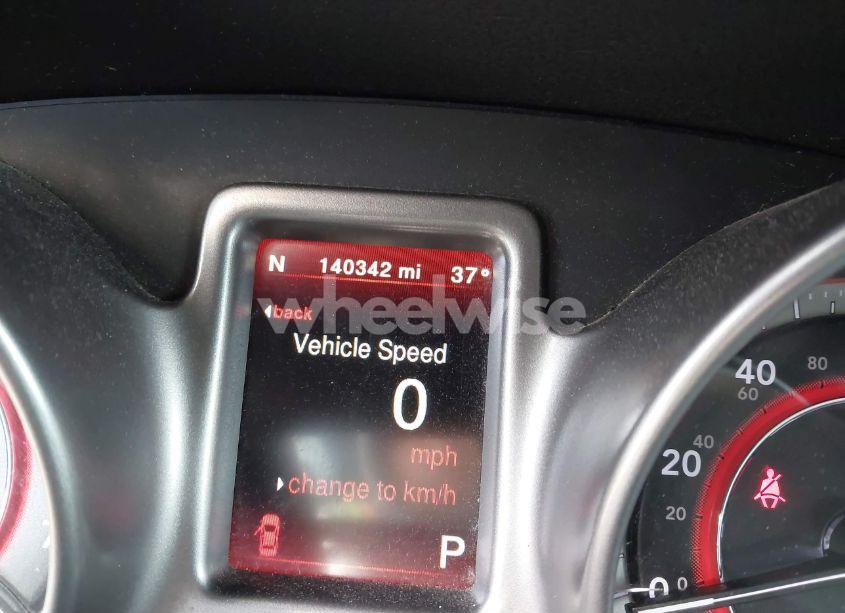 N 140342 mi 37°
back
wheelwise
Vehicle Speed
0
mph
change to km/h
P
40
80
60
20
40
20
0
0